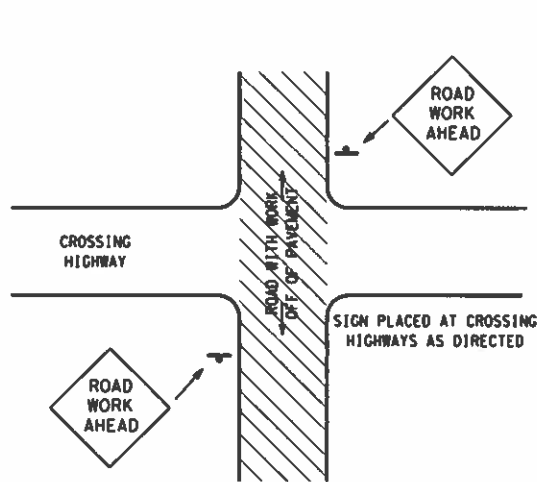 ROAD
WORK
AHEAD
CROSSING
HIGHWAY
ROAD WITH WORK
OFF OF PAVEMENT
SIGN PLACED AT CROSSING
HIGHWAYS AS DIRECTED
ROAD
WORK
AHEAD